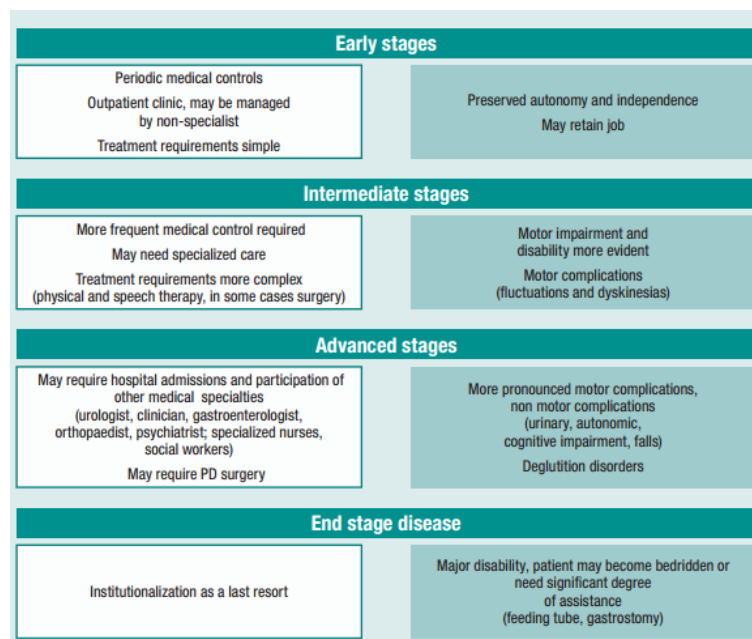 Early stages
Periodic medical controls
Outpatient clinic, may be managed
by non-specialist
Treatment requirements simple
Preserved autonomy and independence
May retain job
Intermediate stages
More frequent medical control required
May need specialized care
Treatment requirements more complex
(physical and speech therapy, in some cases surgery)
Motor impairment and
disability more evident
Motor complications
(fluctuations and dyskinesias)
Advanced stages
May require hospital admissions and participation of
other medical specialties
(urologist, clinician, gastroenterologist,
orthopaedist, psychiatrist; specialized nurses,
social workers)
May require PD surgery
More pronounced motor complications,
non motor complications
(urinary, autonomic,
cognitive impairment, falls)
Deglutition disorders
End stage disease
Institutionalization as a last resort
Major disability, patient may become bedridden or
need significant degree
of assistance
(feeding tube, gastrostomy)